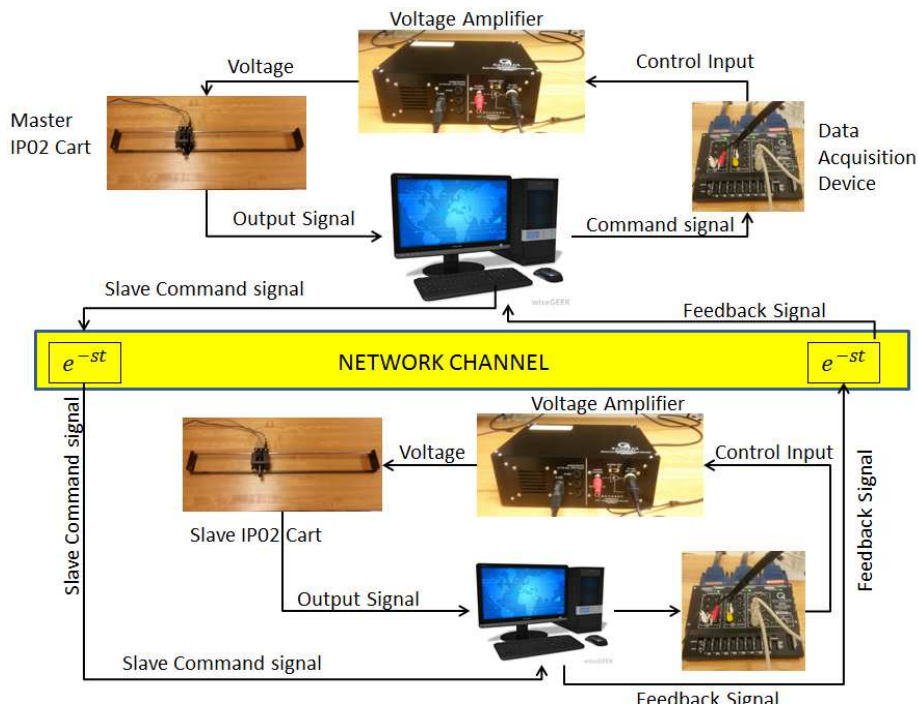 Voltage Amplifier
Voltage
Control Input
Master
IP02 Cart
Data
Acquisition
Device
Output Signal
Command signal
wiseGEEK
Slave Command signal
Feedback Signal
e^{-st}
NETWORK CHANNEL
e^{-st}
Voltage Amplifier
Slave Command signal
Voltage
Control Input
Feedback Signal
Slave IP02 Cart
Output Signal
wiseGEEK
Slave Command signal
Feedback Signal